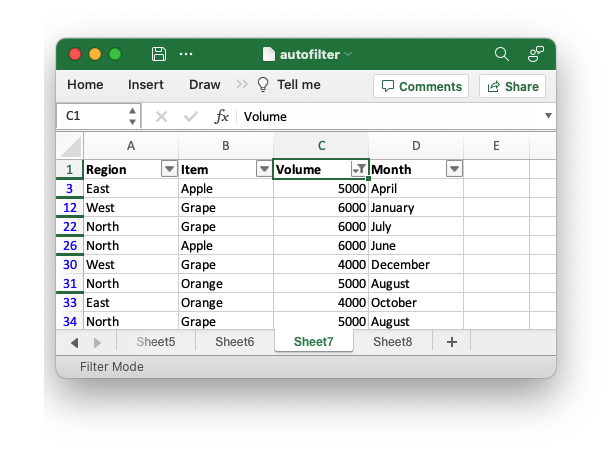 autofilter
Home Insert Draw Tell me Comments Share
C1 fx Volume
A B C D E
1 Region Item Volume Month
3 East Apple 5000 April
12 West Grape 6000 January
22 North Grape 6000 July
26 North Apple 6000 June
30 West Grape 4000 December
31 North Orange 5000 August
33 East Orange 4000 October
34 North Grape 5000 August
Sheet5 Sheet6 Sheet7 Sheet8 +
Filter Mode